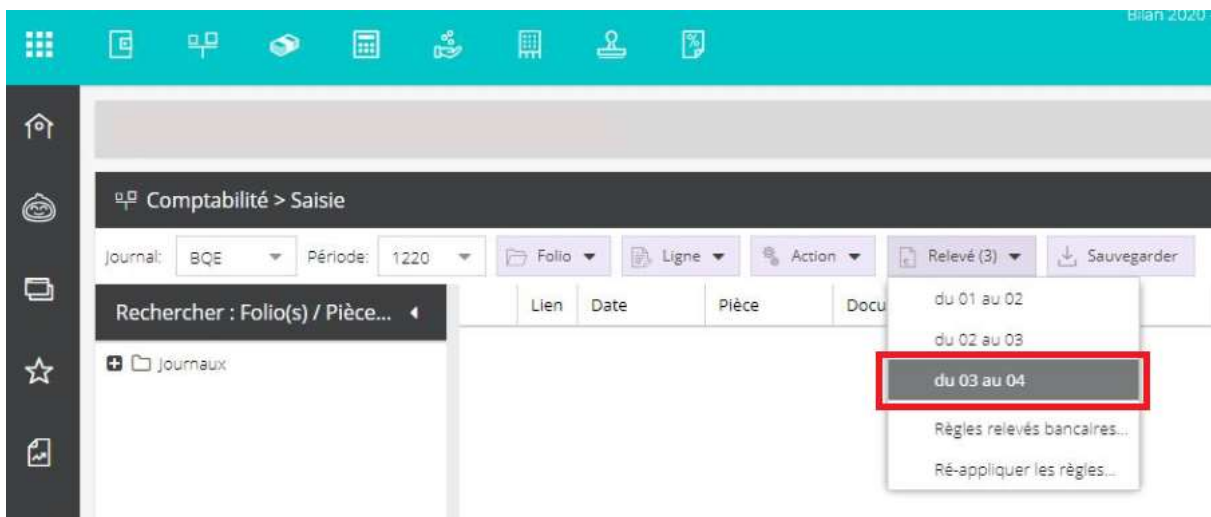 Bilan 2020
Comptabilité > Saisie
Journal: BQE Période: 1220 Folio Ligne Action Relevé (3) Sauvegarder
Rechercher : Folio(s) / Pièce... Lien Date Pièce Docu
du 01 au 02
du 02 au 03
Journaux
du 03 au 04
Règles relevés bancaires...
Ré-appliquer les règles...